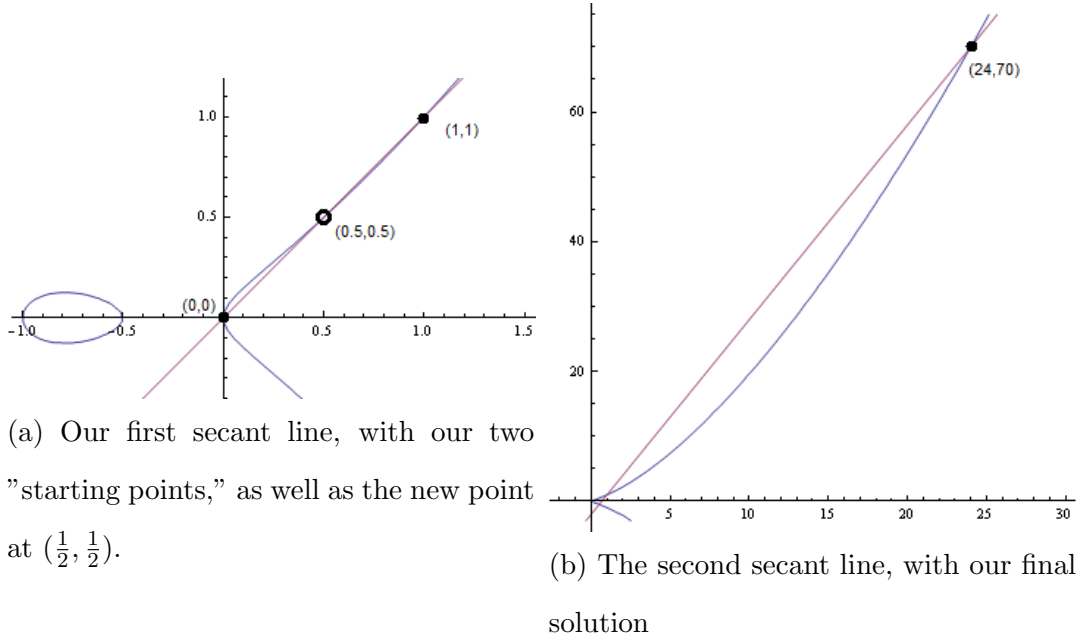 1.0
(1,1)
0.5
(0.5,0.5)
(0,0)
−1.0 −0.5 0.5 1.0 1.5
(a) Our first secant line, with our two
”starting points,” as well as the new point
at (1/2, 1/2).
(24,70)
60
40
20
5 10 15 20 25 30
(b) The second secant line, with our final
solution